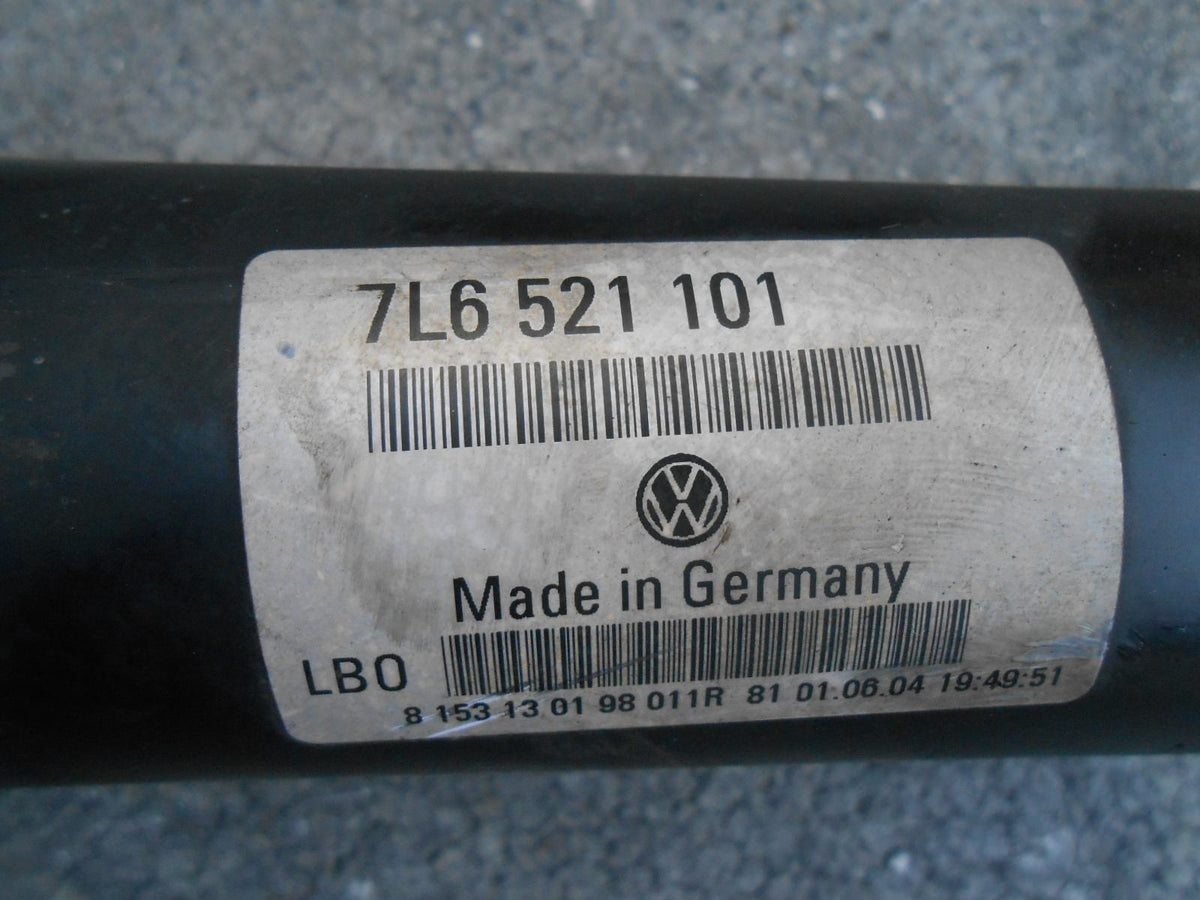 7L6 521 101
Made in Germany
LBO
8 153 13 01 98 011R 81 01.06.04 19:49:51